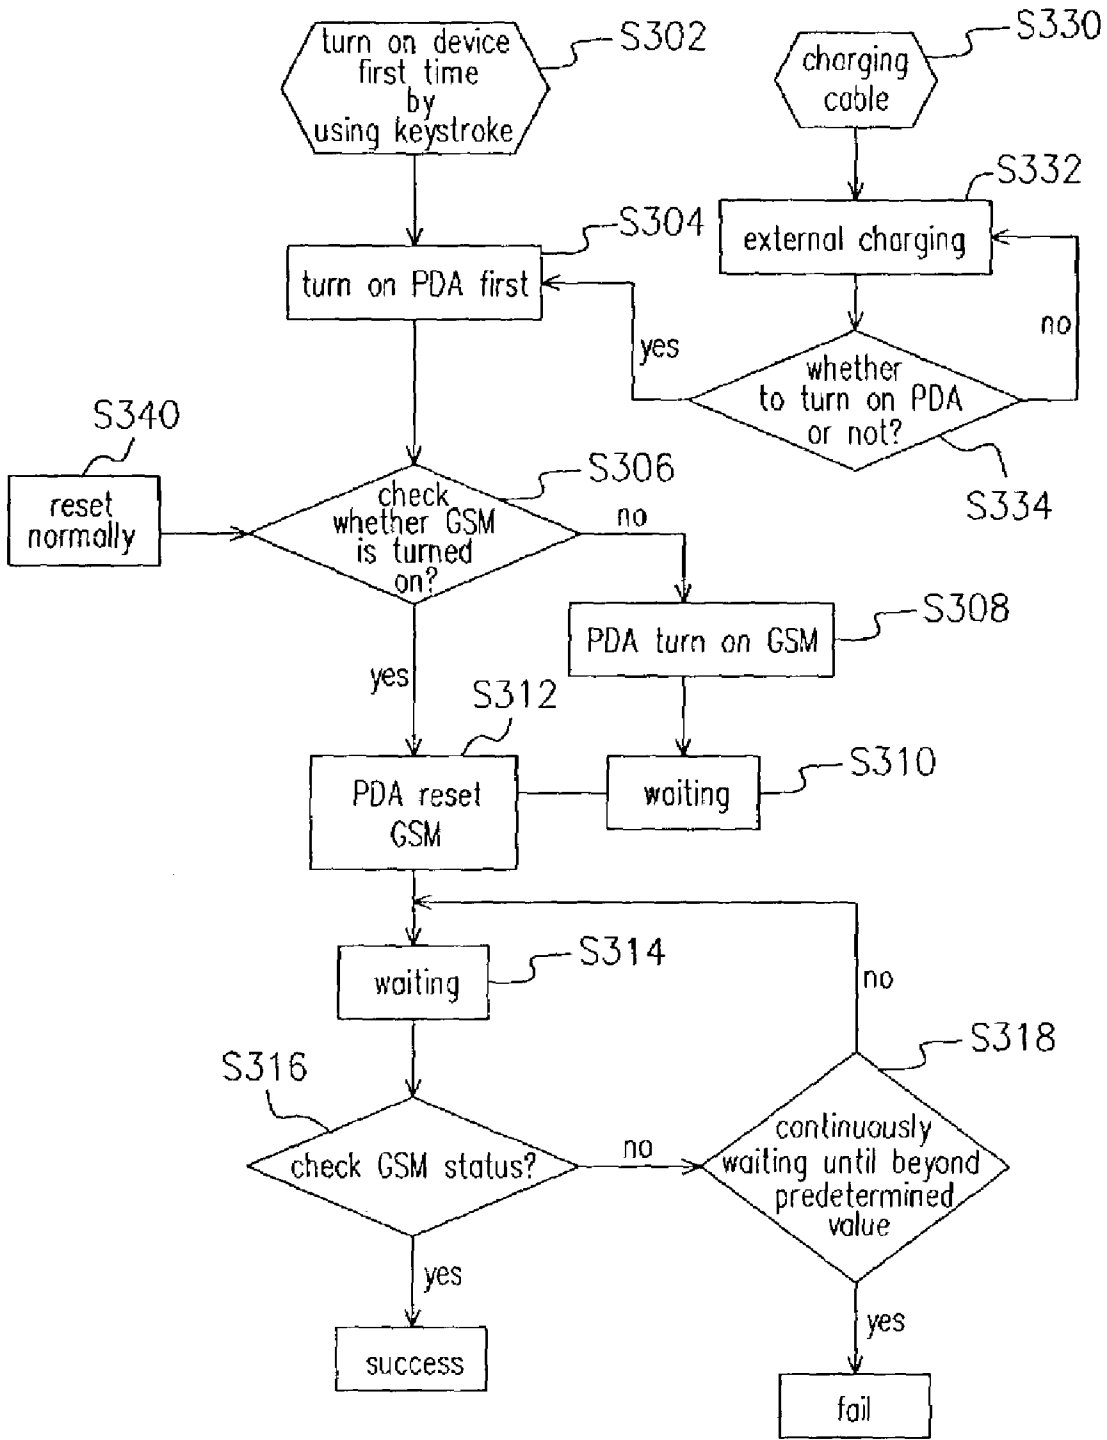 turn on device
first time
by
using keystroke
S302
charging
cable
S330
S332
external charging
S304
turn on PDA first
yes
no
whether
to turn on PDA
or not?
S334
S340
reset
normally
check
whether GSM
is turned
on?
S306
no
S308
PDA turn on GSM
yes
S312
PDA reset
GSM
waiting
S310
waiting
S314
no
S316
check GSM status?
no
S318
continuously
waiting until beyond
predetermined
value
yes
success
yes
fail